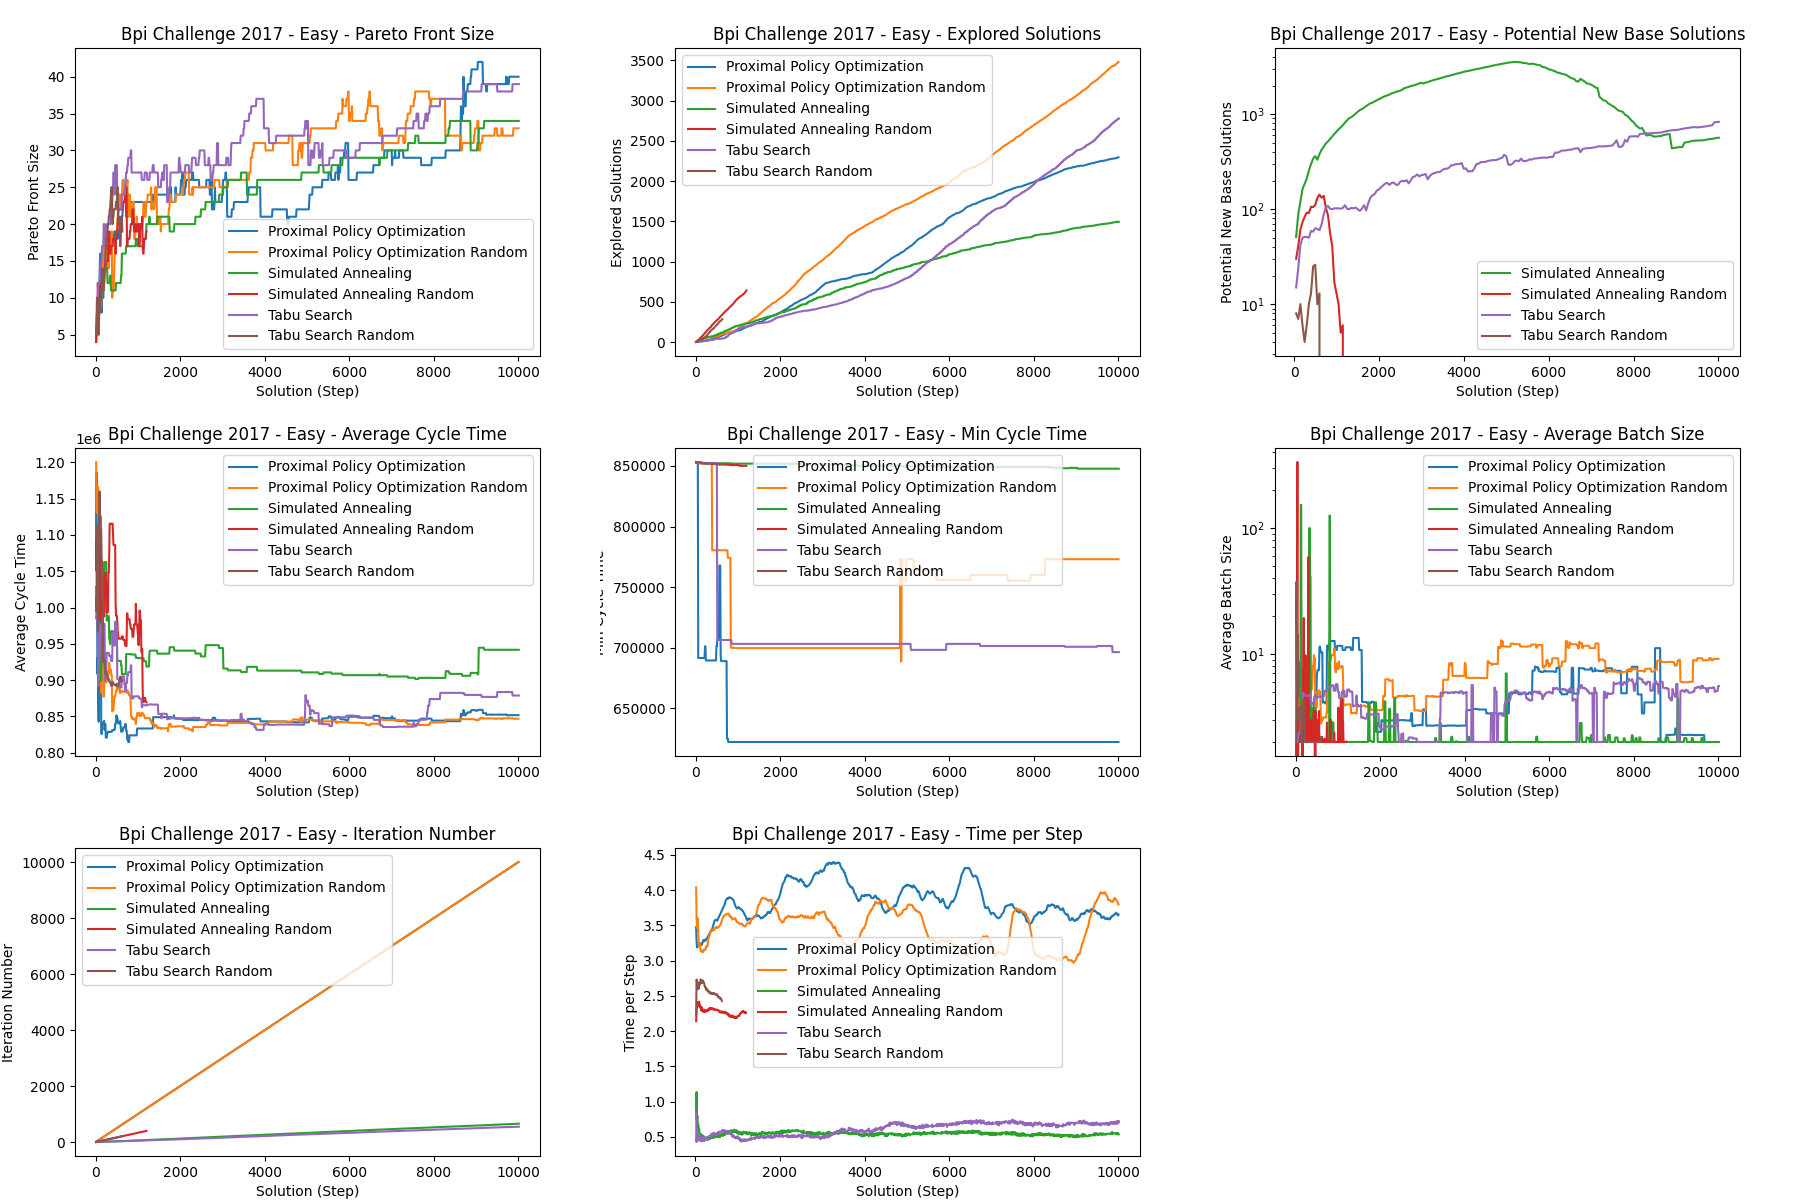 Bpi Challenge 2017 - Easy - Pareto Front Size
Pareto Front Size
40
35
30
25
20
15
10
5
Proximal Policy Optimization
Proximal Policy Optimization Random
Simulated Annealing
Simulated Annealing Random
Tabu Search
Tabu Search Random
0 2000 4000 6000 8000 10000
Solution (Step)
Bpi Challenge 2017 - Easy - Explored Solutions
Explored Solutions
3500
3000
2500
2000
1500
1000
500
0
Proximal Policy Optimization
Proximal Policy Optimization Random
Simulated Annealing
Simulated Annealing Random
Tabu Search
Tabu Search Random
0 2000 4000 6000 8000 10000
Solution (Step)
Bpi Challenge 2017 - Easy - Potential New Base Solutions
Potential New Base Solutions
10³
10²
10¹
Simulated Annealing
Simulated Annealing Random
Tabu Search
Tabu Search Random
0 2000 4000 6000 8000 10000
Solution (Step)
Bpi Challenge 2017 - Easy - Average Cycle Time
1e6
Average Cycle Time
1.20
1.15
1.10
1.05
1.00
0.95
0.90
0.85
0.80
Proximal Policy Optimization
Proximal Policy Optimization Random
Simulated Annealing
Simulated Annealing Random
Tabu Search
Tabu Search Random
0 2000 4000 6000 8000 10000
Solution (Step)
Bpi Challenge 2017 - Easy - Min Cycle Time
Min Cycle Time
850000
800000
750000
700000
650000
Proximal Policy Optimization
Proximal Policy Optimization Random
Simulated Annealing
Simulated Annealing Random
Tabu Search
Tabu Search Random
0 2000 4000 6000 8000 10000
Solution (Step)
Bpi Challenge 2017 - Easy - Average Batch Size
Average Batch Size
10²
10¹
Proximal Policy Optimization
Proximal Policy Optimization Random
Simulated Annealing
Simulated Annealing Random
Tabu Search
Tabu Search Random
0 2000 4000 6000 8000 10000
Solution (Step)
Bpi Challenge 2017 - Easy - Iteration Number
Iteration Number
10000
8000
6000
4000
2000
0
Proximal Policy Optimization
Proximal Policy Optimization Random
Simulated Annealing
Simulated Annealing Random
Tabu Search
Tabu Search Random
0 2000 4000 6000 8000 10000
Solution (Step)
Bpi Challenge 2017 - Easy - Time per Step
Time per Step
4.5
4.0
3.5
3.0
2.5
2.0
1.5
1.0
0.5
Proximal Policy Optimization
Proximal Policy Optimization Random
Simulated Annealing
Simulated Annealing Random
Tabu Search
Tabu Search Random
0 2000 4000 6000 8000 10000
Solution (Step)